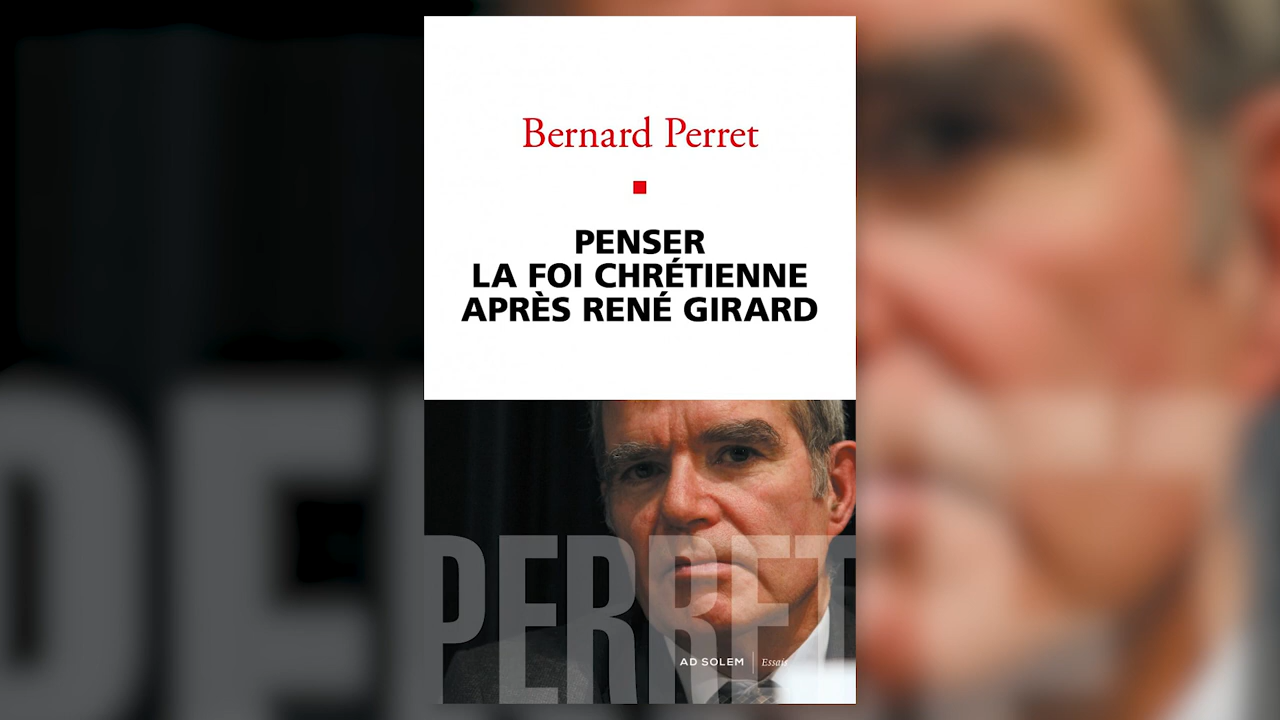 Bernard Perret
PENSER
LA FOI CHRÉTIENNE
APRÈS RENÉ GIRARD
PERRET
AD SOLEM | Essais